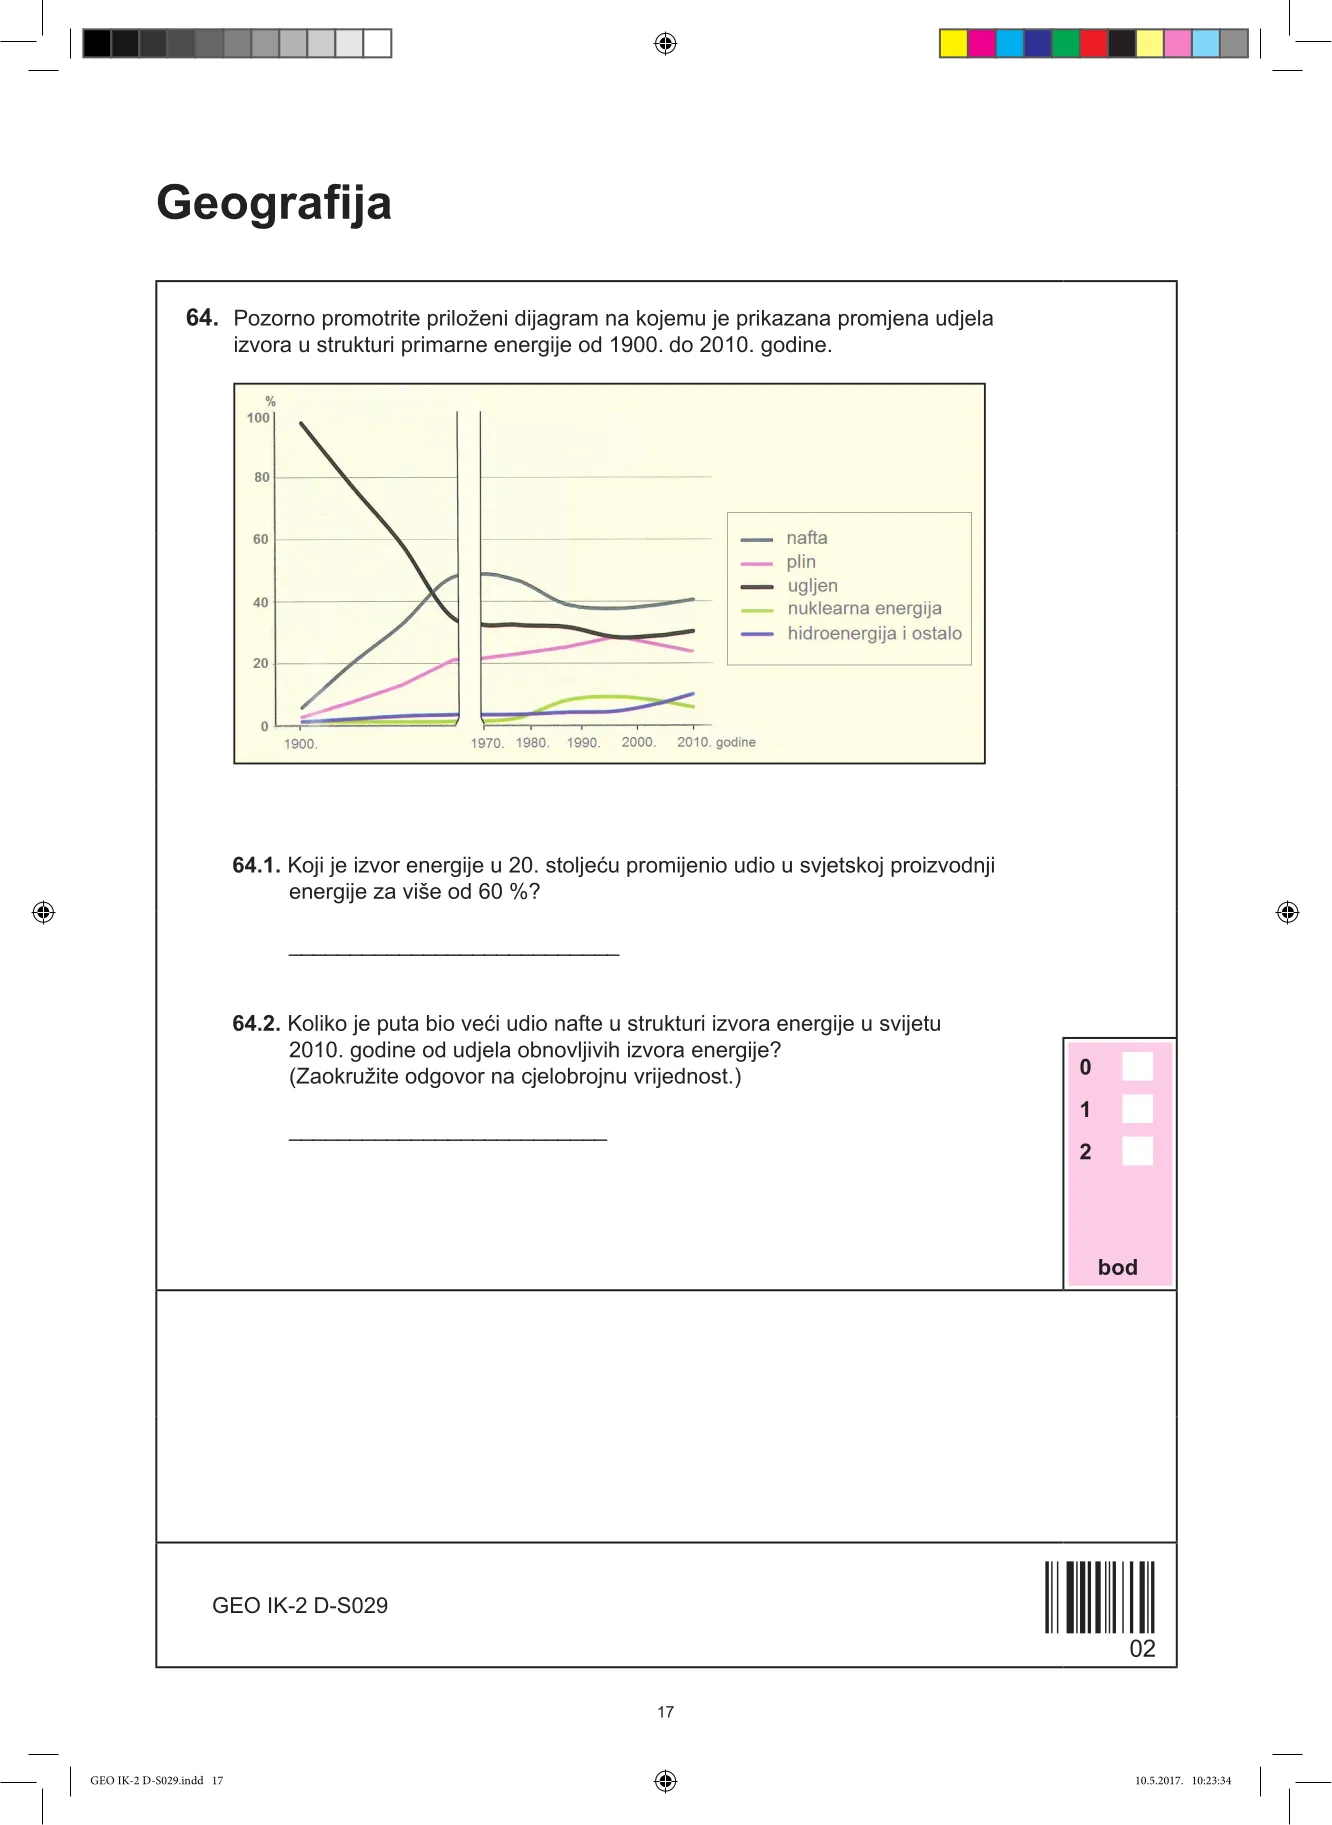 Geografija
64. Pozorno promotrite priloženi dijagram na kojemu je prikazana promjena udjela
izvora u strukturi primarne energije od 1900. do 2010. godine.
%
100
80
60
40
20
0
1900.
1970. 1980. 1990. 2000. 2010. godine
nafta
plin
ugljen
nuklearna energija
hidroenergija i ostalo
64.1. Koji je izvor energije u 20. stoljeću promijenio udio u svjetskoj proizvodnji
energije za više od 60 %?
64.2. Koliko je puta bio veći udio nafte u strukturi izvora energije u svijetu
2010. godine od udjela obnovljivih izvora energije?
(Zaokružite odgovor na cjelobrojnu vrijednost.)
0
1
2
bod
GEO IK-2 D-S029
02
17
GEO IK-2 D-S029.indd 17
10.5.2017. 10:23:34